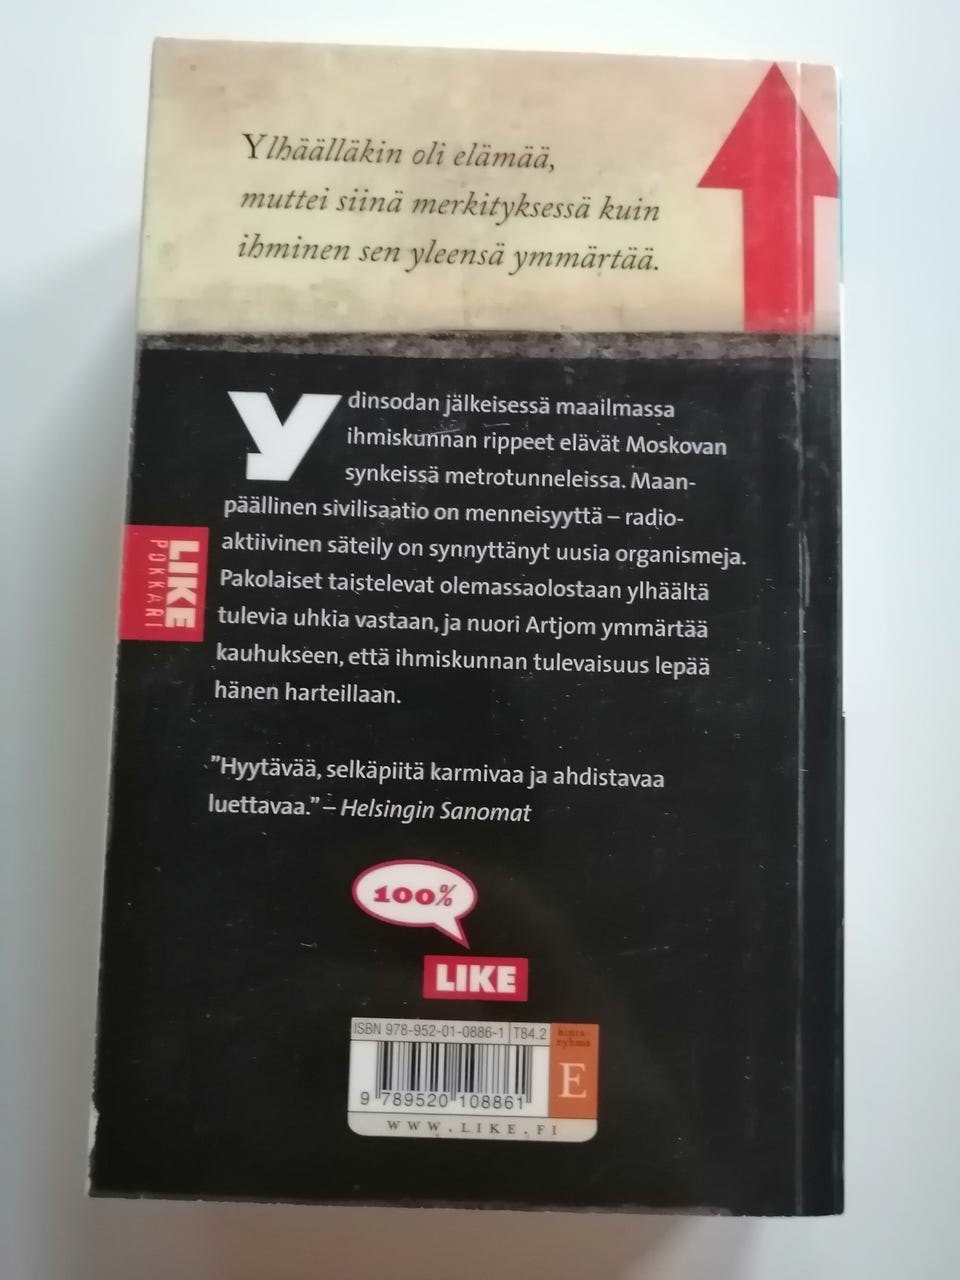 Ylhäälläkin oli elämää,
muttei siinä merkityksessä kuin
ihminen sen yleensä ymmärtää.
Ydinsodan jälkeisessä maailmassa
ihmiskunnan rippeet elävät Moskovan
synkeissä metrotunneleissa. Maan-
päällinen sivilisaatio on menneisyyttä – radio-
aktiivinen säteily on synnyttänyt uusia organismeja.
Pakolaiset taistelevat olemassaolostaan ylhäältä
tulevia uhkia vastaan, ja nuori Artjom ymmärtää
kauhukseen, että ihmiskunnan tulevaisuus lepää
hänen harteillaan.
LIKE
POKKARI
”Hyytävää, selkäpiitä karmivaa ja ahdistavaa
luettavaa.” – Helsingin Sanomat
100%
LIKE
ISBN 978-952-01-0886-1 T84.2
hinta-
ryhmä
E
9 789520 108861
WWW.LIKE.FI